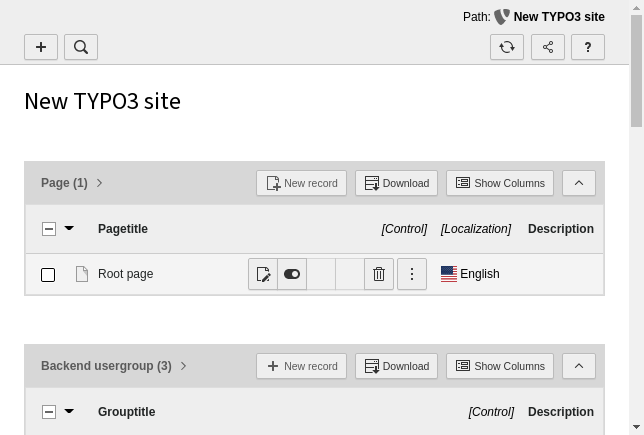 Path: New TYPO3 site
?
New TYPO3 site
Page (1)
New record
Download
Show Columns
Pagetitle
[Control]
[Localization]
Description
Root page
English
Backend usergroup (3)
New record
Download
Show Columns
Grouptitle
[Control]
Description